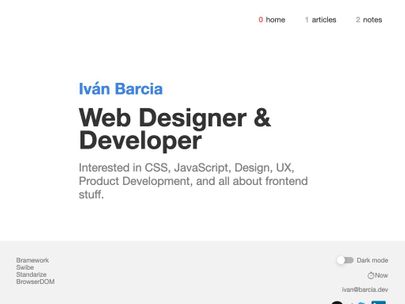 0 home 1 articles 2 notes
Iván Barcia
Web Designer &
Developer
Interested in CSS, JavaScript, Design, UX,
Product Development, and all about frontend
stuff.
Bramework
Swibe
Standarize
BrowserDOM
Dark mode
Now
ivan@barcia.dev